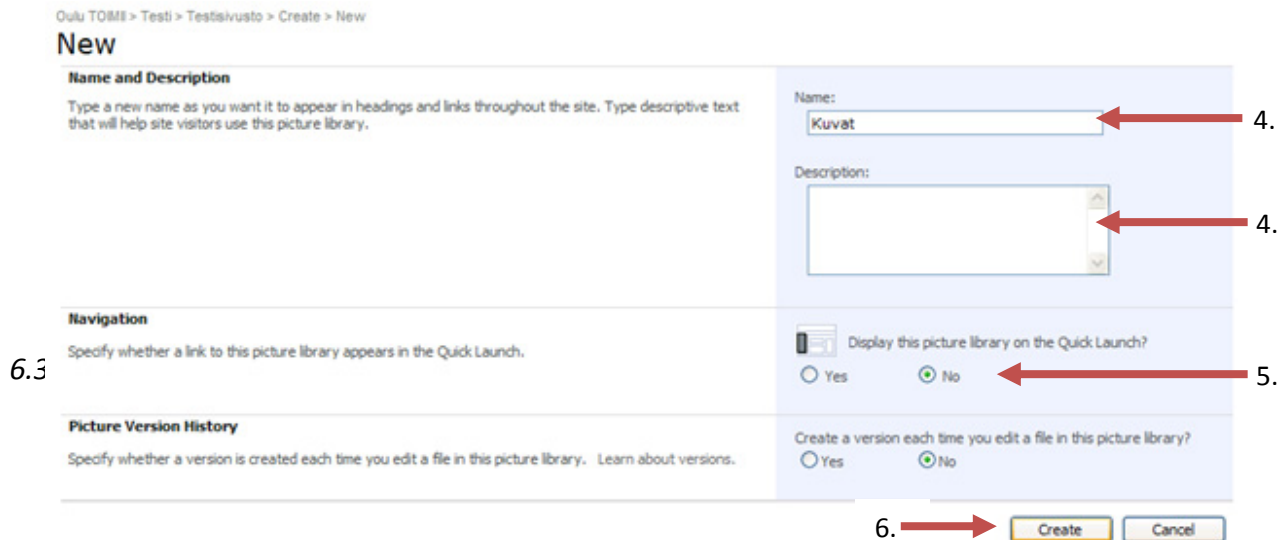 Oulu TOIMII > Testi > Testisivusto > Create > New
New
Name and Description
Type a new name as you want it to appear in headings and links throughout the site. Type descriptive text
that will help site visitors use this picture library.
Name:
Kuvat
4.
Description:
4.
Navigation
Specify whether a link to this picture library appears in the Quick Launch.
Display this picture library on the Quick Launch?
Yes No
5.
6.3
Picture Version History
Specify whether a version is created each time you edit a file in this picture library. Learn about versions.
Create a version each time you edit a file in this picture library?
Yes No
6.
Create Cancel